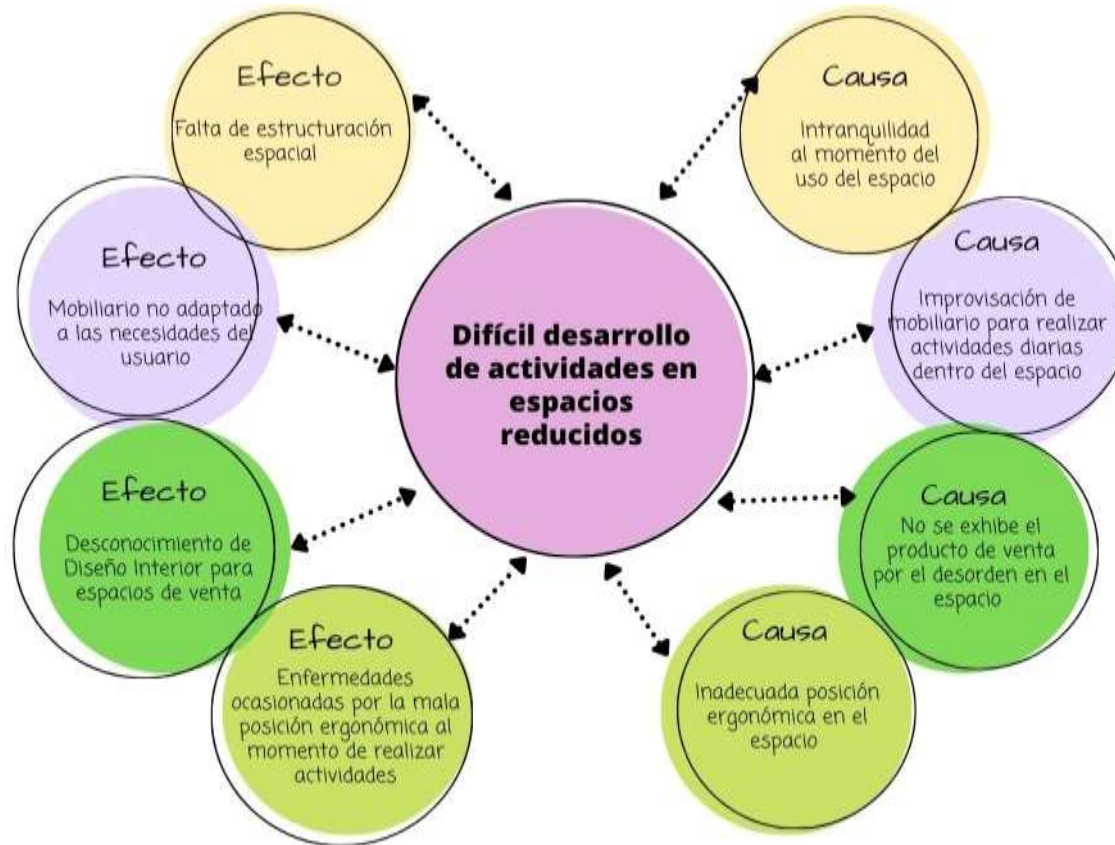 Efecto
Falta de estructuración
espacial
Efecto
Mobiliario no adaptado
a las necesidades del
usuario
Efecto
Desconocimiento de
Diseño Interior para
espacios de venta
Efecto
Enfermedades
ocasionadas por la mala
posición ergonómica al
momento de realizar
actividades
Difícil desarrollo
de actividades en
espacios
reducidos
Causa
Intranquilidad
al momento del
uso del espacio
Causa
Improvisación de
mobiliario para realizar
actividades diarias
dentro del espacio
Causa
No se exhibe el
producto de venta
por el desorden en el
espacio
Causa
Inadecuada posición
ergonómica en el
espacio